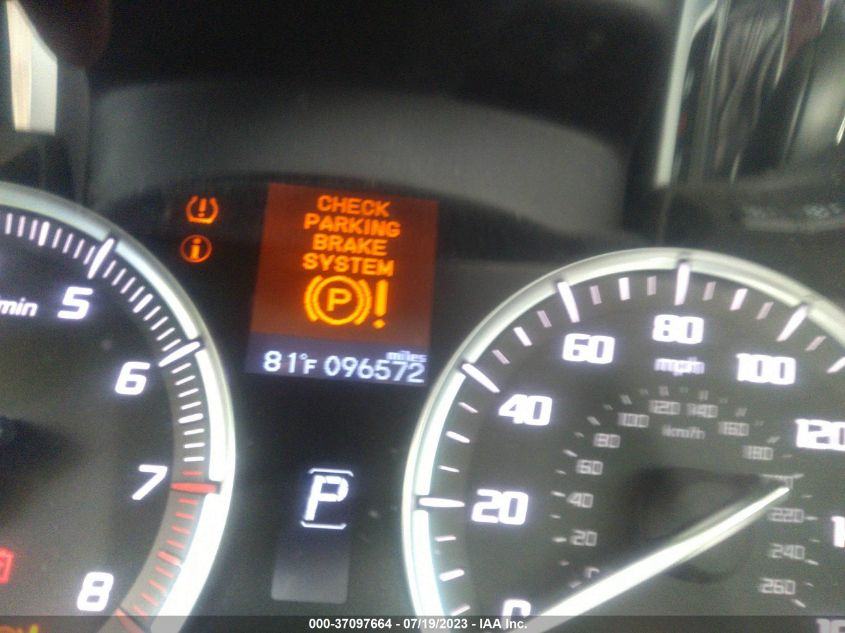 CHECK
PARKING
BRAKE
SYSTEM
(P)!
miles
81°F 096572
P
min
5
6
7
8
0
20
40
60
80
100
120
mph
km/h
20
40
60
80
100
120
140
160
180
220
240
260
000-37097664 - 07/19/2023 - IAA Inc.